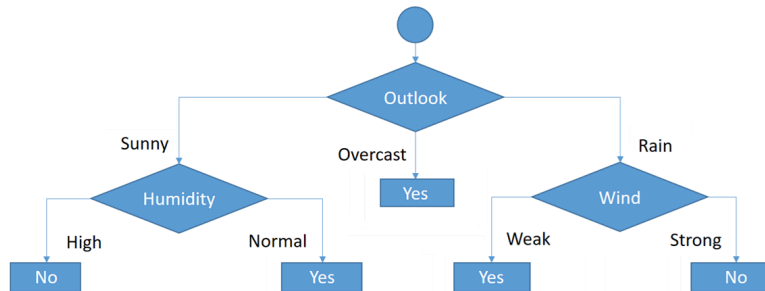 Outlook
Sunny
Overcast
Rain
Yes
Humidity
Wind
High
Normal
Weak
Strong
No
Yes
Yes
No